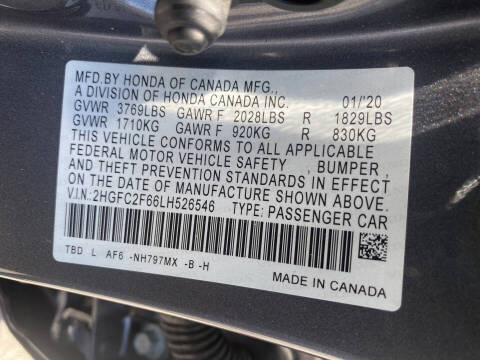 MFD.BY HONDA OF CANADA MFG.,
A DIVISION OF HONDA CANADA INC. 01/'20
GVWR 3769LBS GAWR F 2028LBS R 1829LBS
GVWR 1710KG GAWR F 920KG R 830KG
THIS VEHICLE CONFORMS TO ALL APPLICABLE
FEDERAL MOTOR VEHICLE SAFETY , BUMPER ,
AND THEFT PREVENTION STANDARDS IN EFFECT
ON THE DATE OF MANUFACTURE SHOWN ABOVE.
V.I.N.:2HGFC2F66LH526546 TYPE: PASSENGER CAR
TBD L AF6 -NH797MX -B -H
MADE IN CANADA